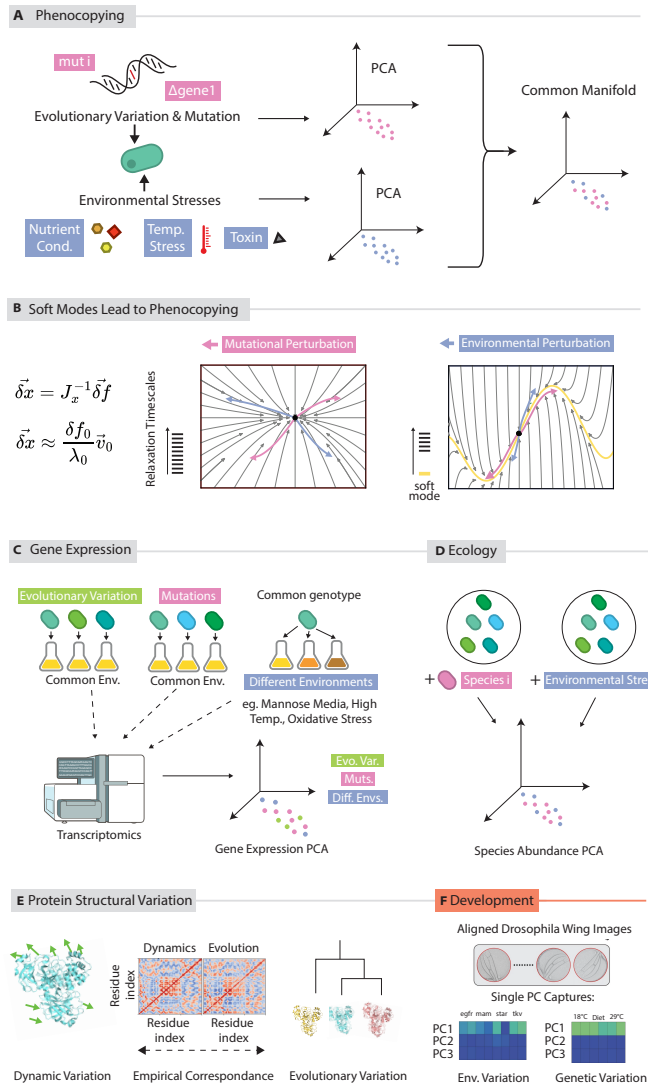 A Phenocopying
mut i
Δgene1
Evolutionary Variation & Mutation
PCA
Common Manifold
Environmental Stresses
PCA
Nutrient
Cond.
Temp.
Stress
Toxin
B Soft Modes Lead to Phenocopying
Mutational Perturbation
Environmental Perturbation
δx⃗ = J_x^{-1} δf⃗
δx⃗ ≈ δf_0 / λ_0 v⃗_0
Relaxation Timescales
soft
mode
C Gene Expression
D Ecology
Evolutionary Variation
Mutations
Common genotype
Common Env.
Common Env.
Different Environments
eg. Mannose Media, High
Temp., Oxidative Stress
+ Species i
+ Environmental Stre
Evo. Var.
Muts.
Diff. Envs.
Transcriptomics
Gene Expression PCA
Species Abundance PCA
E Protein Structural Variation
F Development
Aligned Drosophila Wing Images
Dynamics
Evolution
Residue
index
Residue
index
Residue
index
Dynamic Variation
Empirical Correspondance
Evolutionary Variation
Single PC Captures:
egfr mam star tkv
PC1
PC2
PC3
Env. Variation
18°C Diet 29°C
PC1
PC2
PC3
Genetic Variation